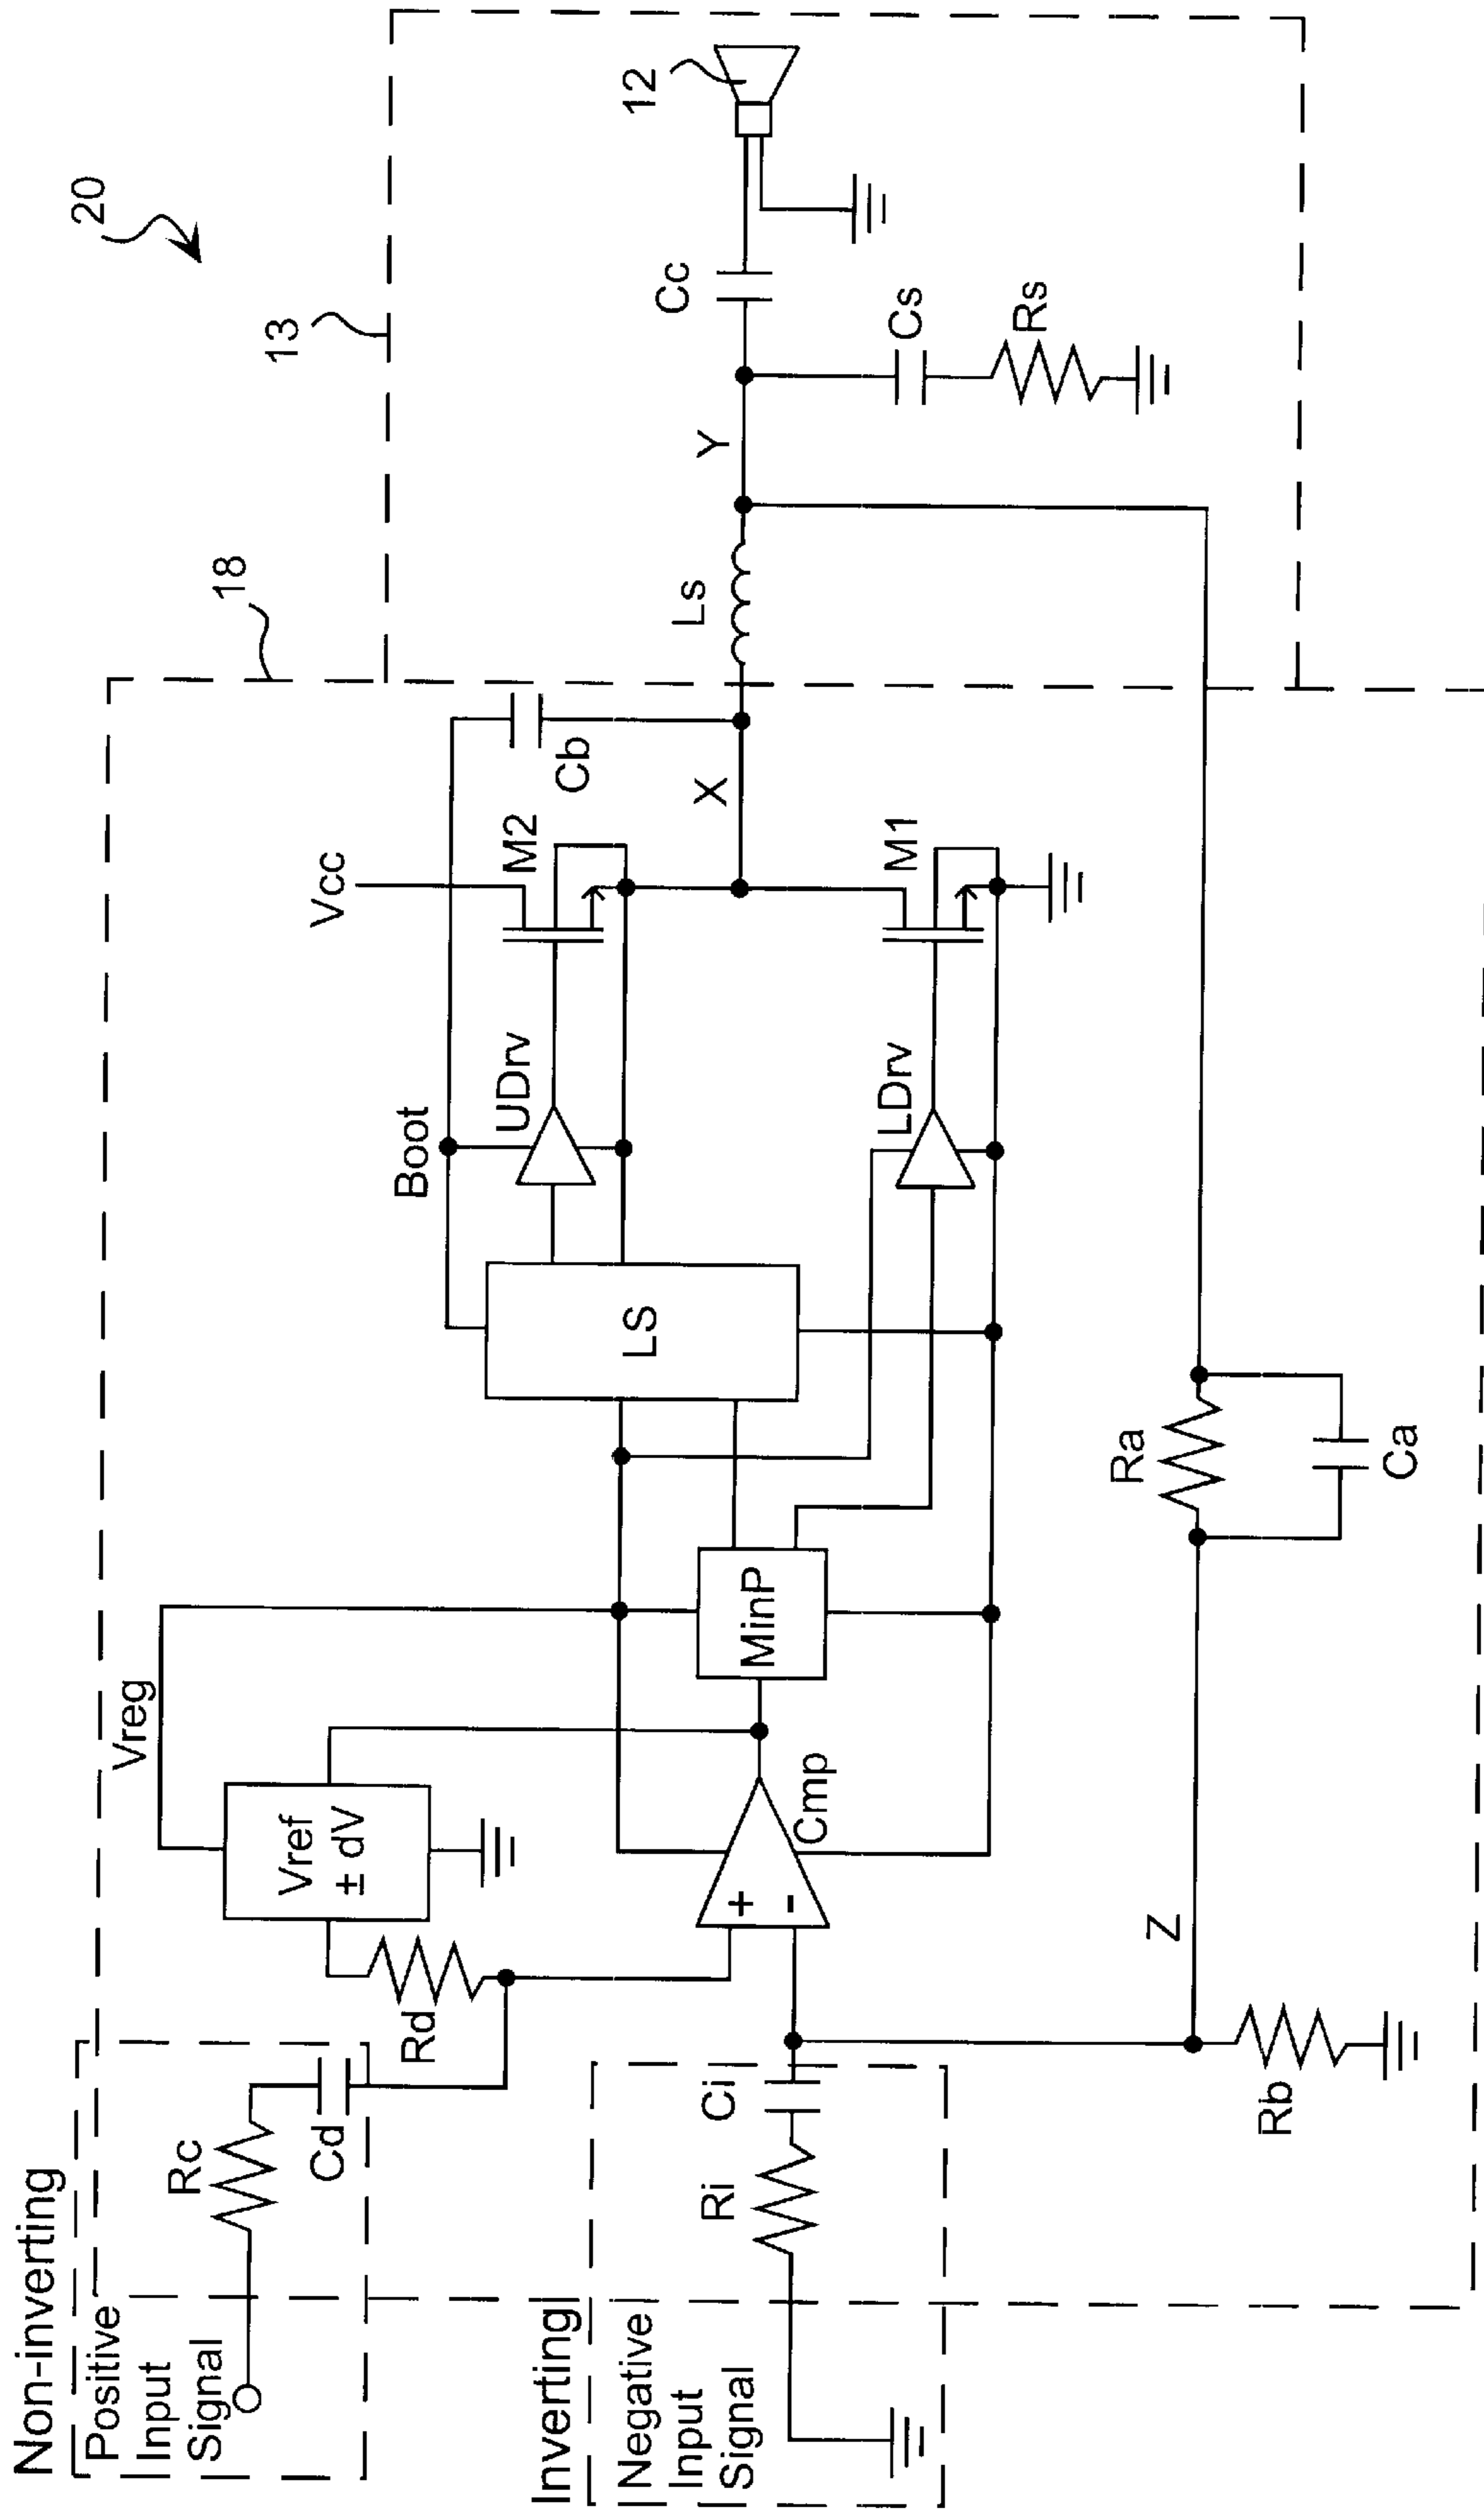 20
13
12
18
Non-inverting
Positive
Input
Signal
Rc
Cd
Rd
Vref
± dV
Vreg
Boot
Vcc
M2
Cb
UDrv
LS
MinP
Cmp
+
-
X
Ls
Y
Cc
Cs
Rs
LDrv
M1
Inverting
Negative
Input
Signal
Ri
Ci
Z
Ra
Ca
Rb